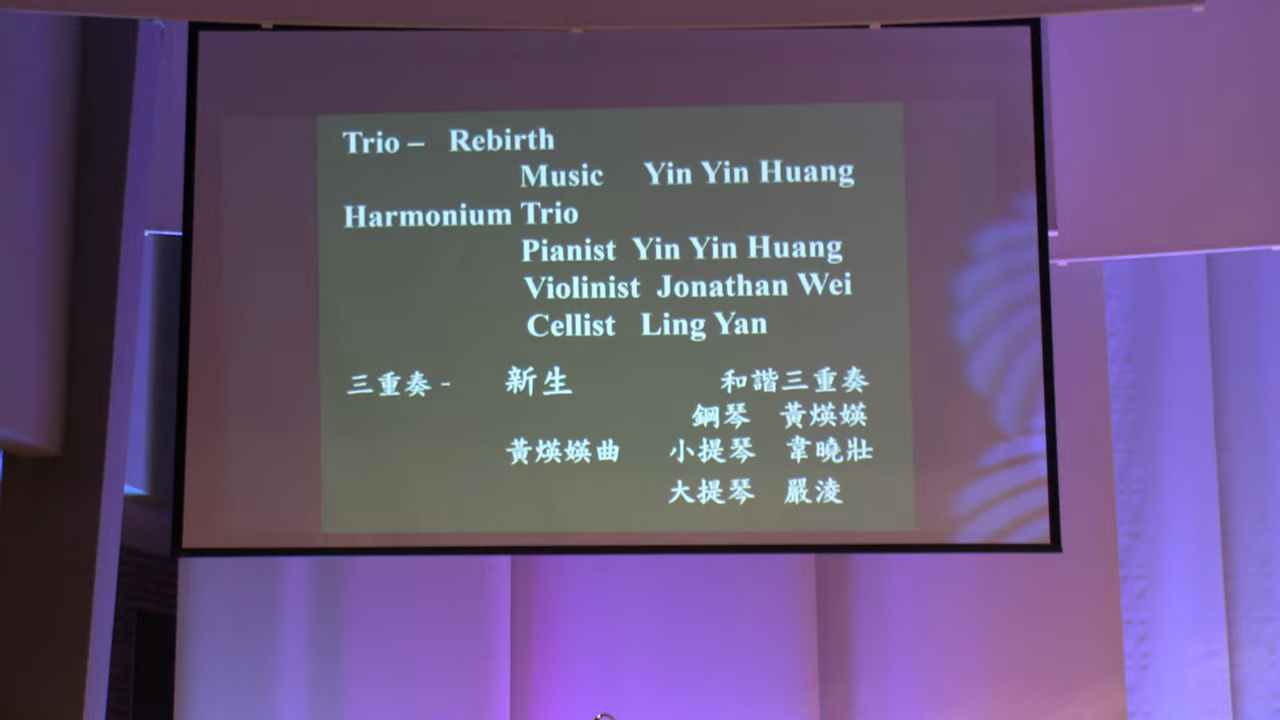 Trio – Rebirth
Music Yin Yin Huang
Harmonium Trio
Pianist Yin Yin Huang
Violinist Jonathan Wei
Cellist Ling Yan
三重奏 - 新生 和諧三重奏
鋼琴 黃煐媖
黃煐媖曲 小提琴 韋曉壯
大提琴 嚴淩